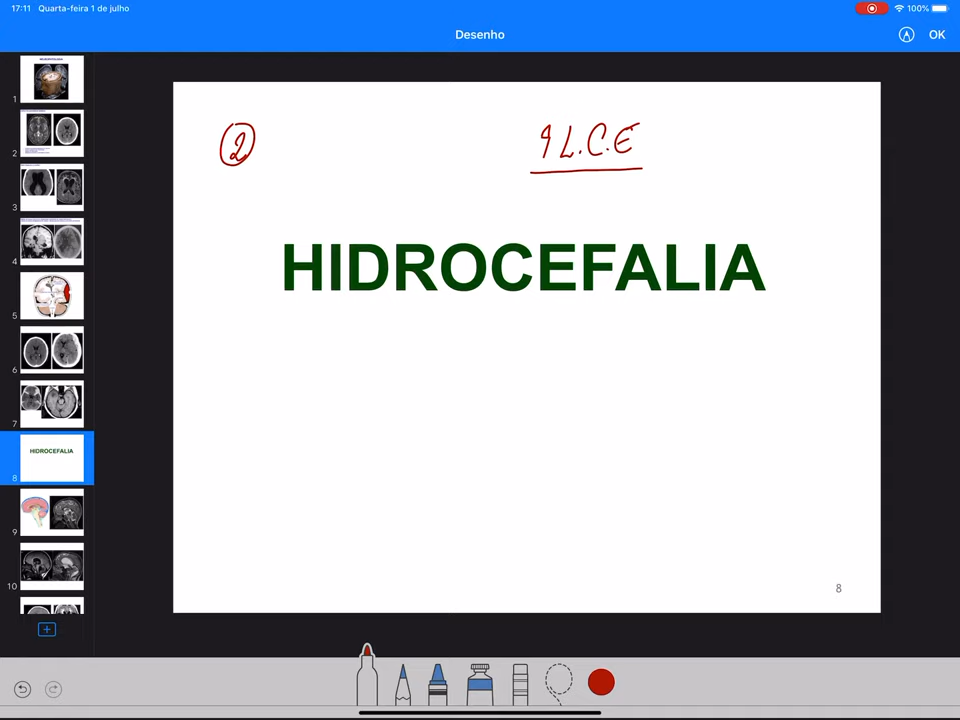 17:11 Quarta-feira 1 de julho 100%
Desenho OK
② 1 L.C.E
HIDROCEFALIA
8
1
2
3
4
5
6
7
HIDROCEFALIA
8
9
10